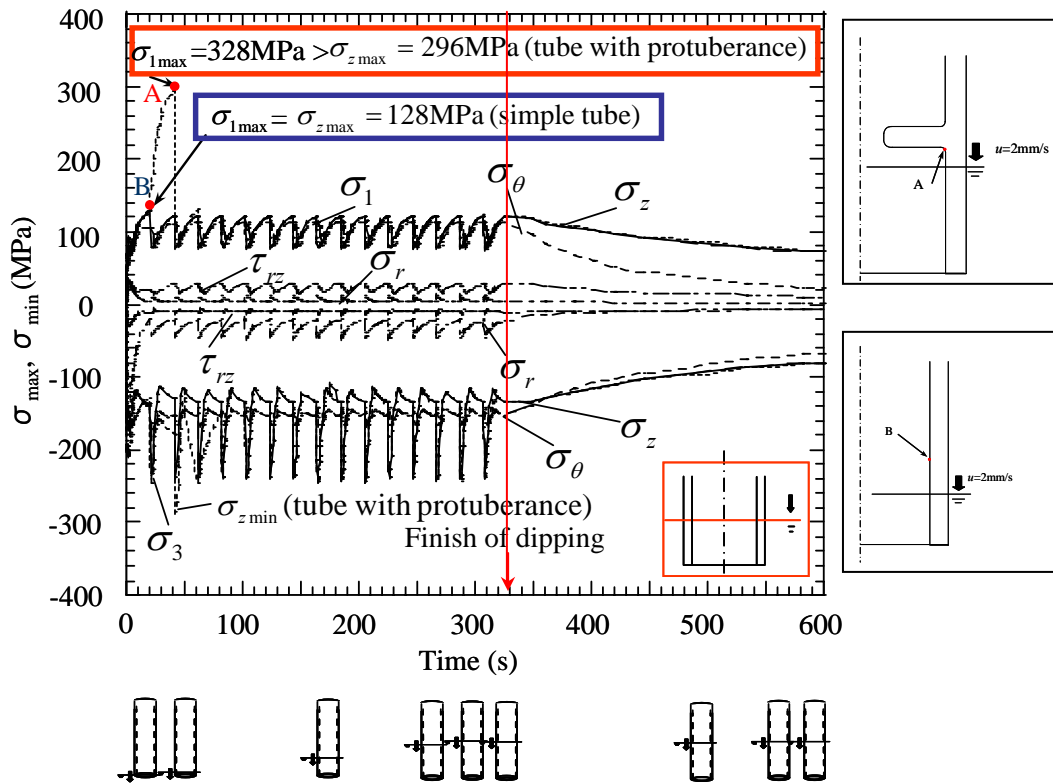 400
300
200
100
0
-100
-200
-300
-400
σmax, σmin (MPa)
σ1max =328MPa >σz max = 296MPa (tube with protuberance)
A
σ1max = σz max = 128MPa (simple tube)
B
σ1
σθ
σz
τrz
σr
τrz
σr
σz
σθ
σz min (tube with protuberance)
σ3
Finish of dipping
0 100 200 300 400 500 600
Time (s)
u=2mm/s
A
B
u=2mm/s